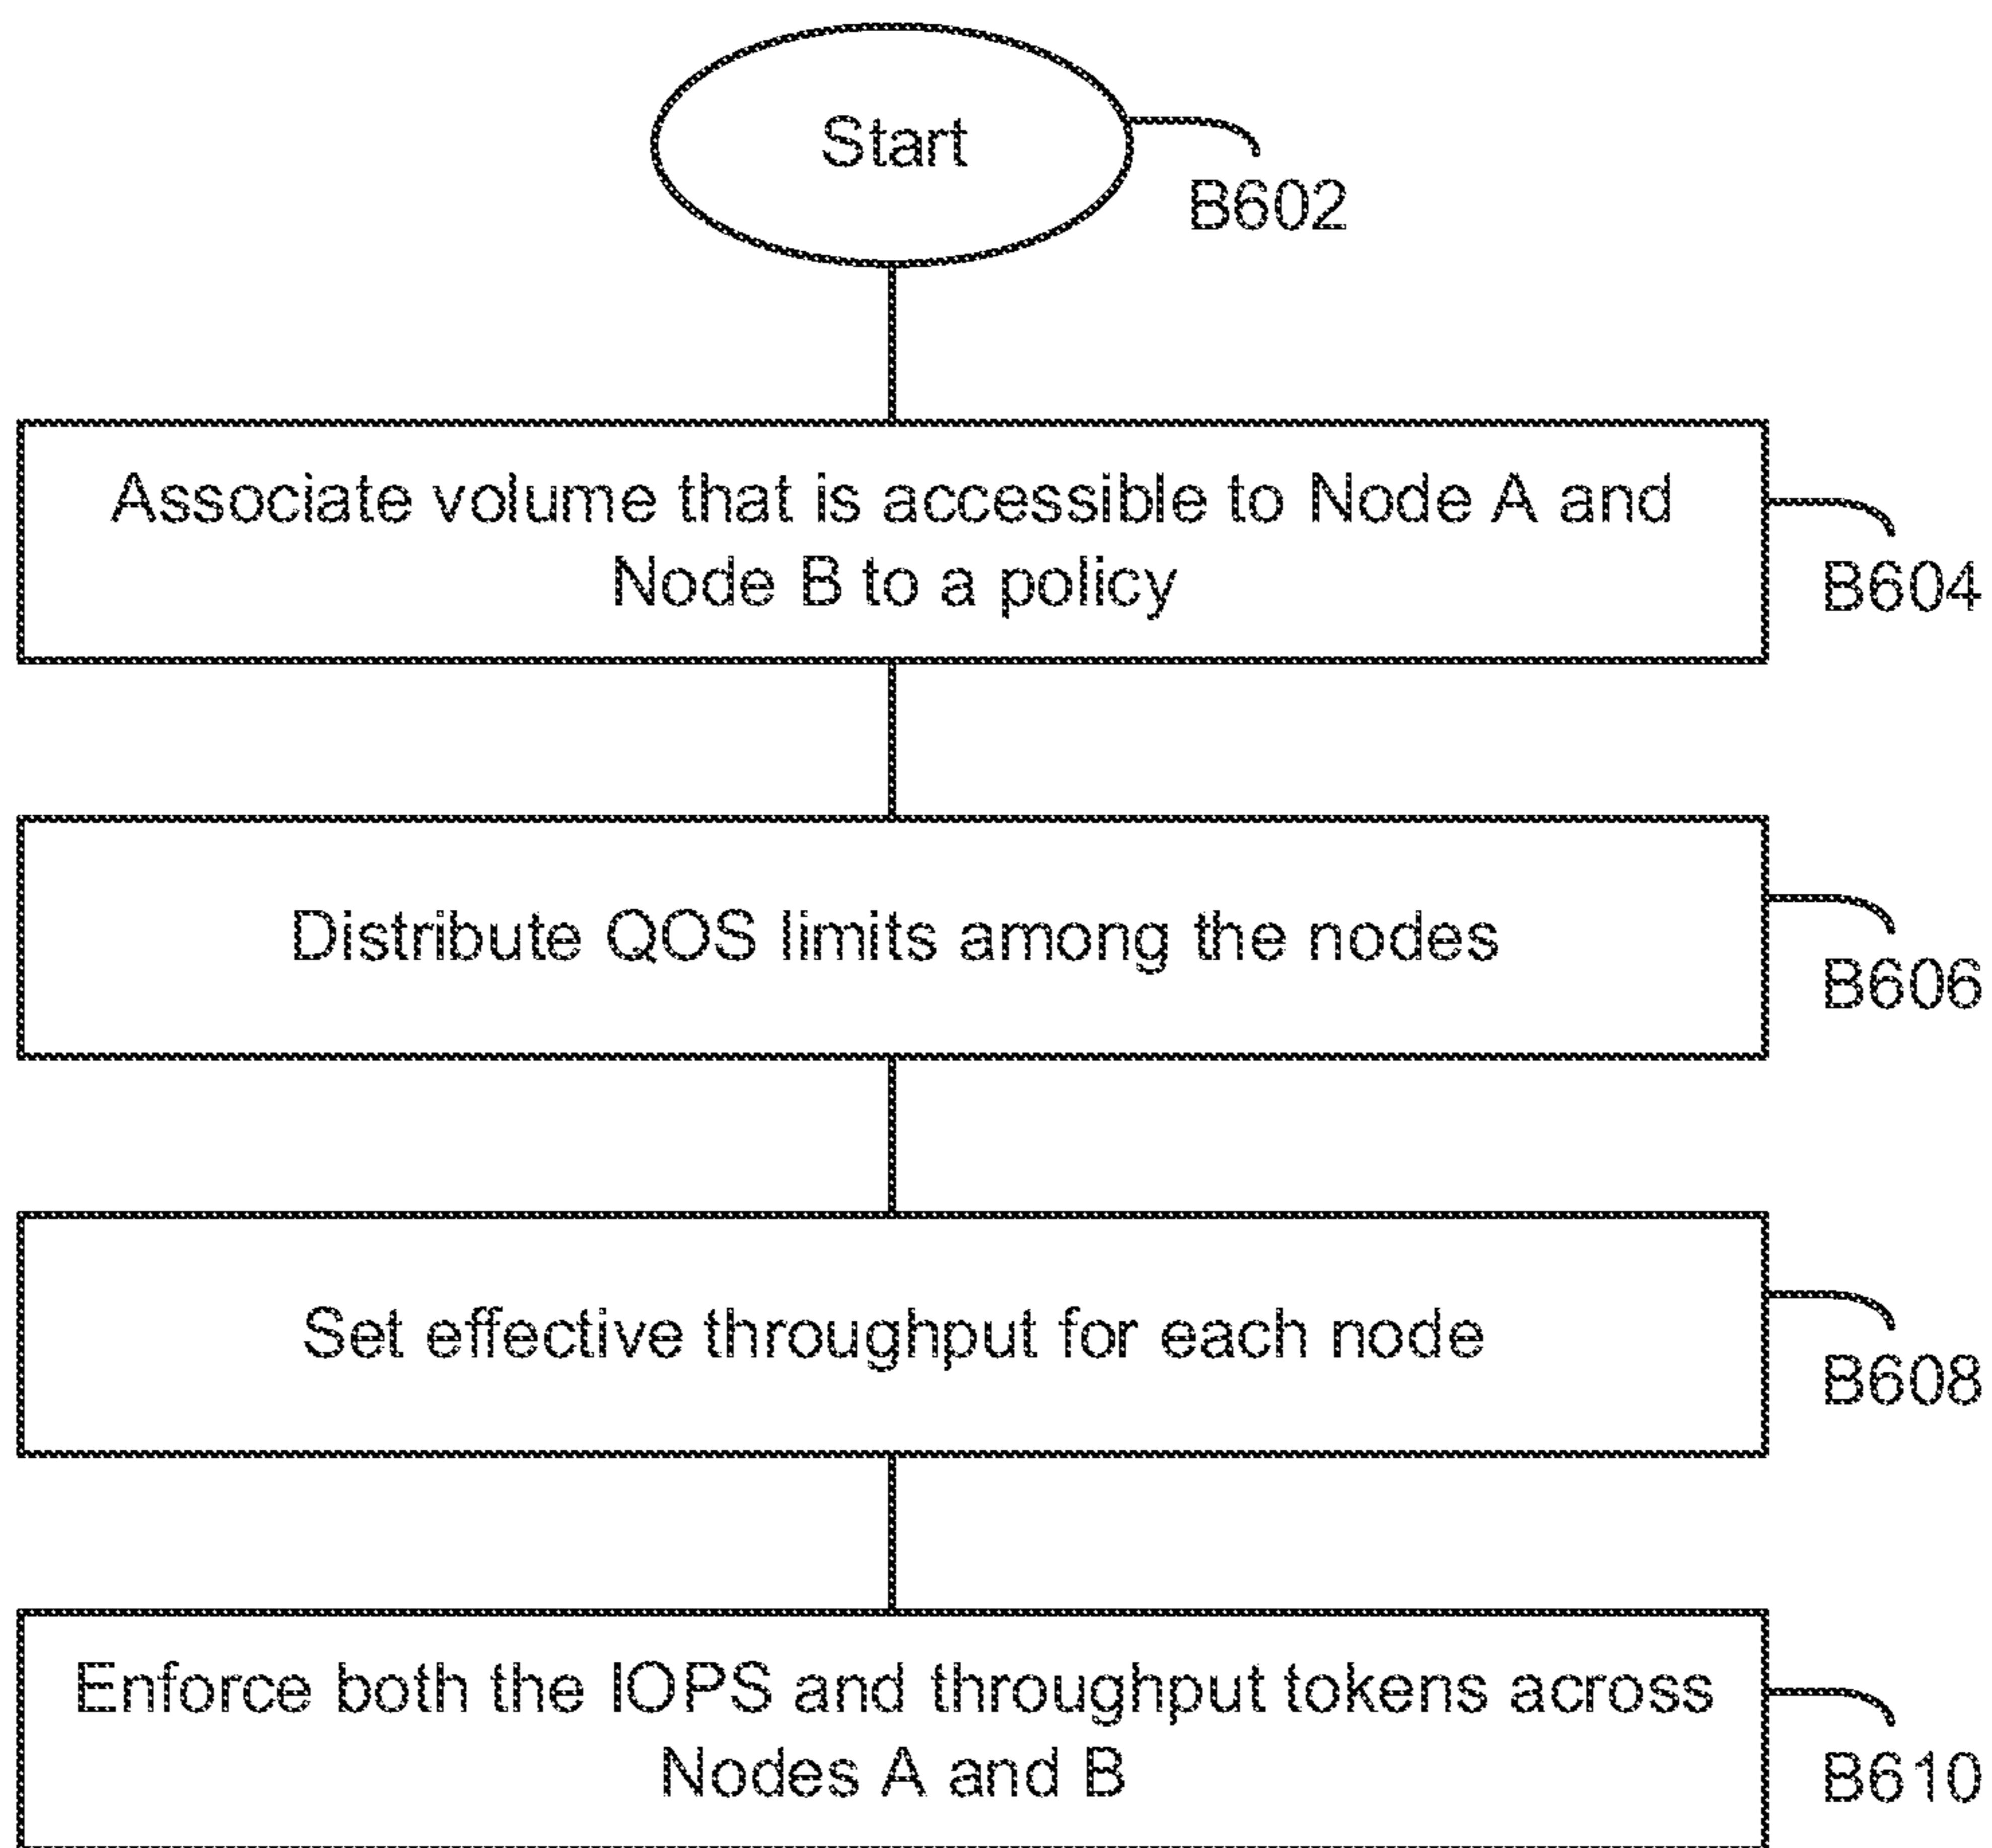 Start
B602
Associate volume that is accessible to Node A and
Node B to a policy
B604
Distribute QOS limits among the nodes
B606
Set effective throughput for each node
B608
Enforce both the IOPS and throughput tokens across
Nodes A and B
B610